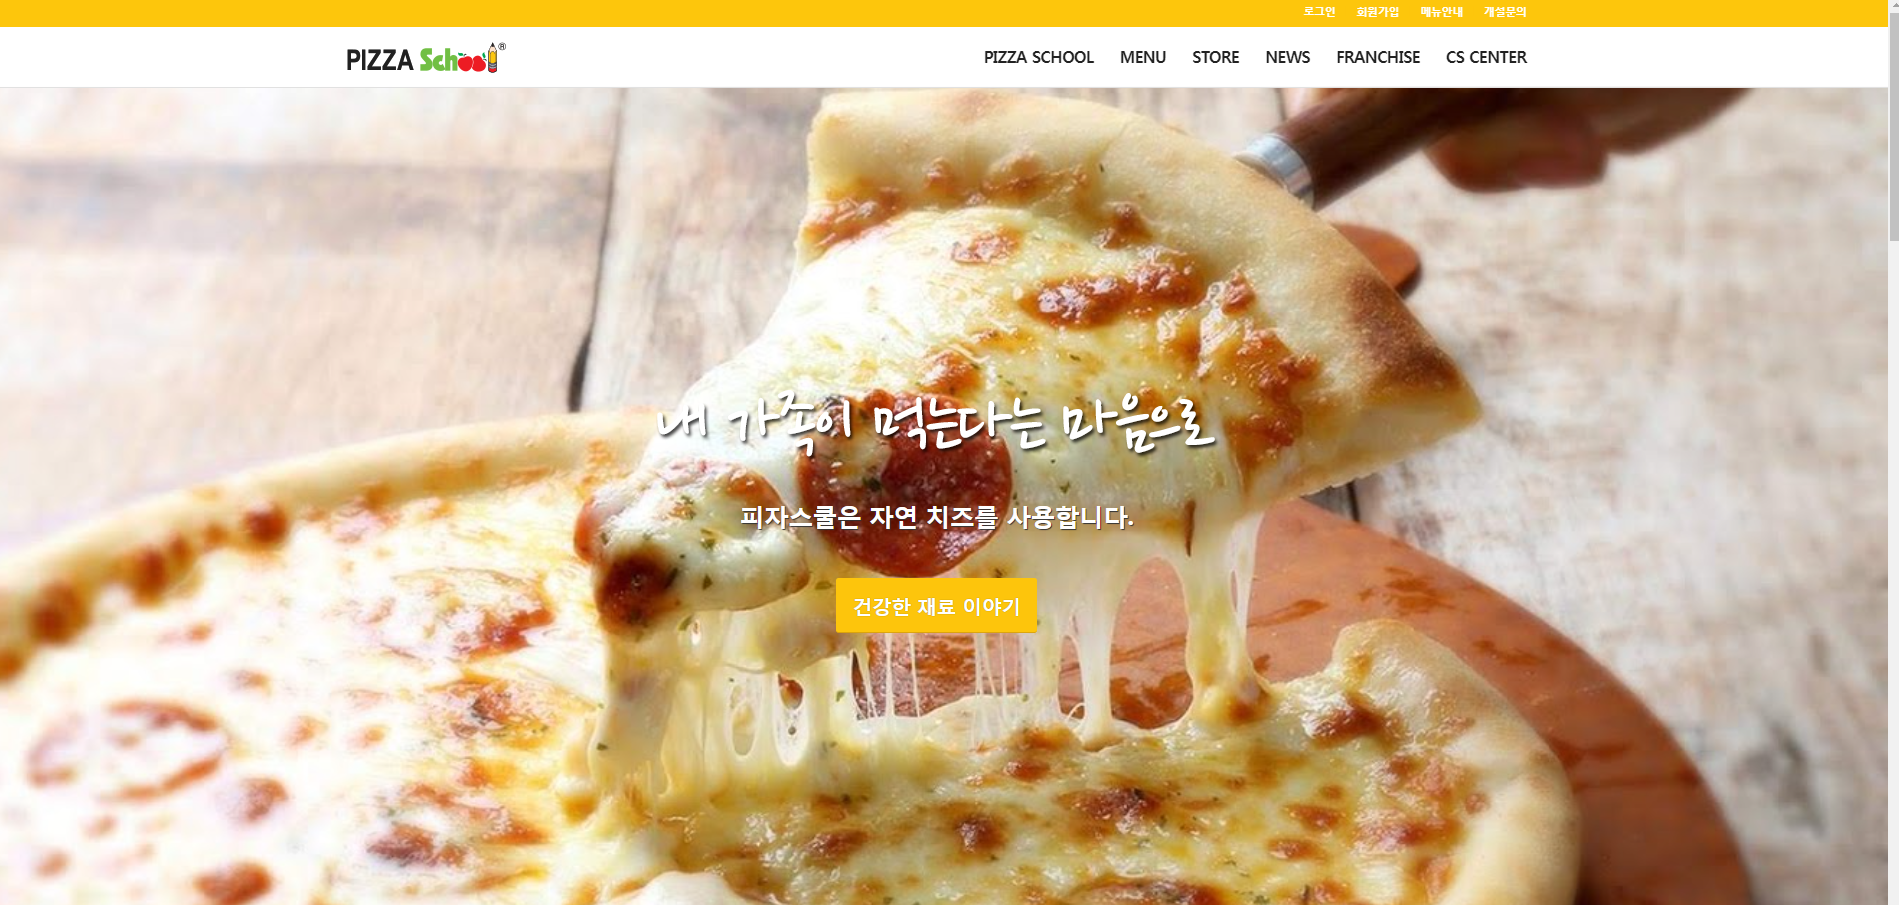 로그인 회원가입 메뉴안내 개설문의
PIZZA School®
PIZZA SCHOOL MENU STORE NEWS FRANCHISE CS CENTER
내 가족이 먹는다는 마음으로
피자스쿨은 자연 치즈를 사용합니다.
건강한 재료 이야기